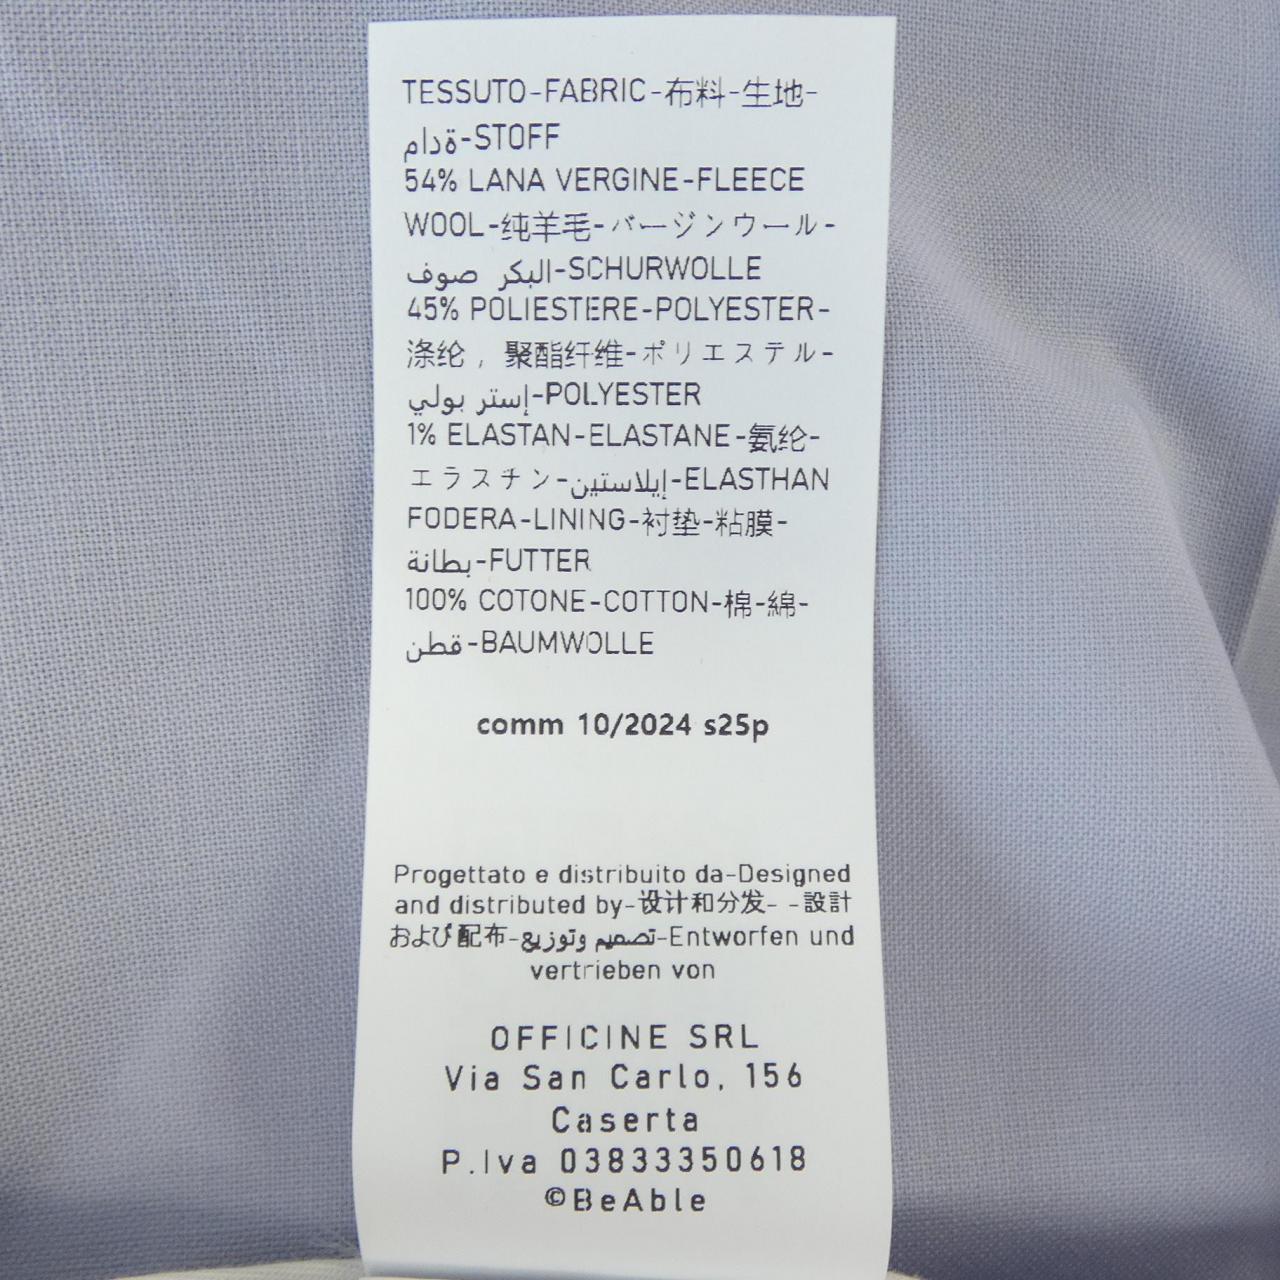 TESSUTO-FABRIC-布料-生地-
ةدام-STOFF
54% LANA VERGINE-FLEECE
WOOL-纯羊毛-バージンウール-
البكر صوف-SCHURWOLLE
45% POLIESTERE-POLYESTER-
涤纶，聚酯纤维-ポリエステル-
إستر بولي-POLYESTER
1% ELASTAN-ELASTANE-氨纶-
エラスチン-إيلاستين-ELASTHAN
FODERA-LINING-衬垫-粘膜-
بطانة-FUTTER
100% COTONE-COTTON-棉-綿-
قطن-BAUMWOLLE
comm 10/2024 s25p
Progettato e distribuito da-Designed
and distributed by-设计和分发- -設計
および配布-تصميم وتوزيع-Entworfen und
vertrieben von
OFFICINE SRL
Via San Carlo, 156
Caserta
P.Iva 03833350618
©BeAble